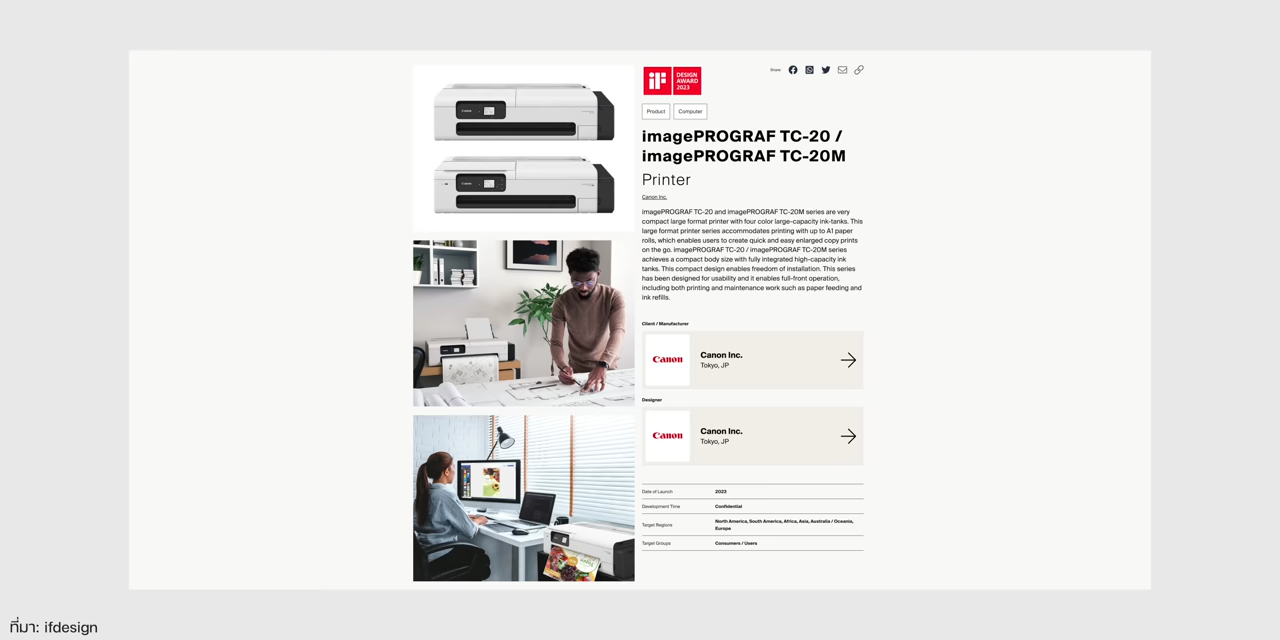 iF
DESIGN
AWARD
2023
Share
Product
Computer
imagePROGRAF TC-20 /
imagePROGRAF TC-20M
Printer
Canon Inc.
imagePROGRAF TC-20 and imagePROGRAF TC-20M series are very
compact large format printer with four color large-capacity ink-tanks. This
large format printer series accommodates printing with up to A1 paper
rolls, which enables users to create quick and easy enlarged copy prints
on the go. imagePROGRAF TC-20 / imagePROGRAF TC-20M series
achieves a compact body size with fully integrated high-capacity ink
tanks. This compact design enables freedom of installation. This series
has been designed for usability and it enables full-front operation,
including both printing and maintenance work such as paper feeding and
ink refills.
Client / Manufacturer
Canon
Canon Inc.
Tokyo, JP
Designer
Canon
Canon Inc.
Tokyo, JP
Date of Launch 2023
Development Time Confidential
Target Regions North America, South America, Africa, Asia, Australia / Oceania,
Europe
Target Groups Consumers / Users
Canon
Canon
ที่มา: ifdesign